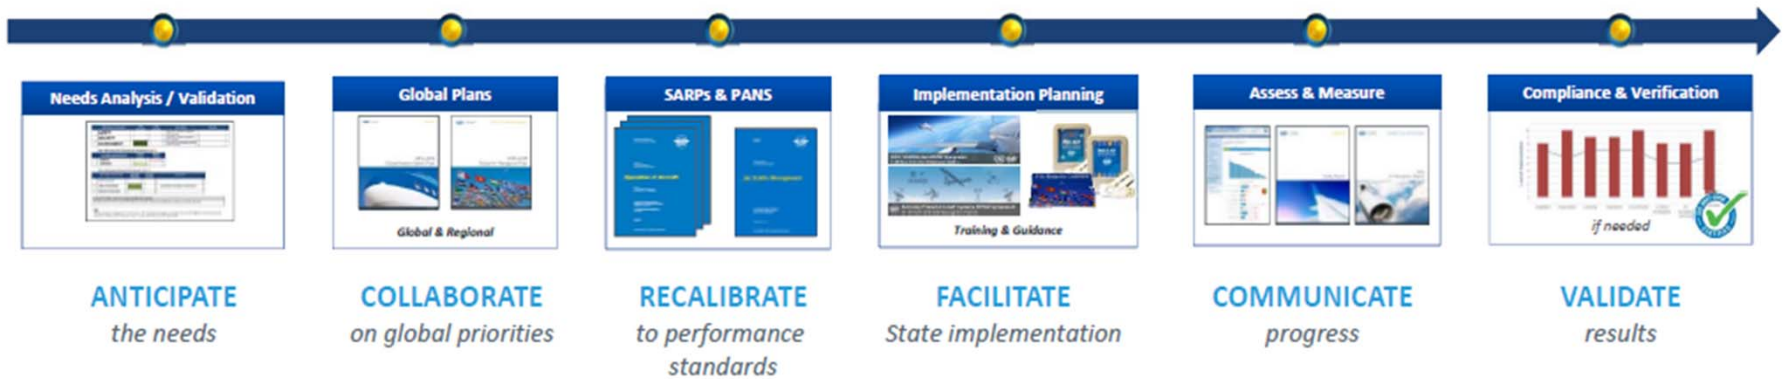 Needs Analysis / Validation
Global Plans
SARPs & PANS
Implementation Planning
Assess & Measure
Compliance & Verification
Global & Regional
Training & Guidance
if needed
ANTICIPATE
the needs
COLLABORATE
on global priorities
RECALIBRATE
to performance
standards
FACILITATE
State implementation
COMMUNICATE
progress
VALIDATE
results